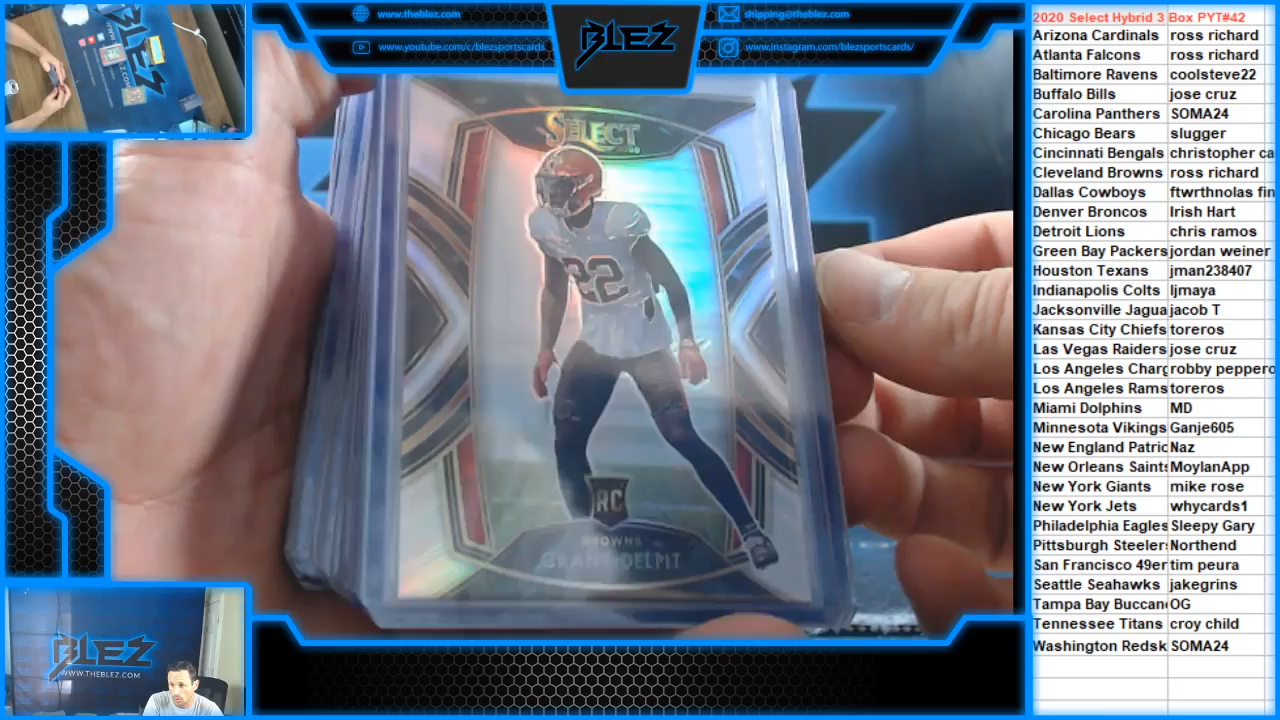 www.theblez.com
shipping@theblez.com
www.youtube.com/c/blezsportscards
www.instagram.com/blezsportscards/
BLEZ
SELECT
2020
22
RC
BROWNS
GRANT DELPIT
BLEZ
BLEZ
WWW.THEBLEZ.COM
2020 Select Hybrid 3 Box PYT#42
Arizona Cardinals ross richard
Atlanta Falcons ross richard
Baltimore Ravens coolsteve22
Buffalo Bills jose cruz
Carolina Panthers SOMA24
Chicago Bears slugger
Cincinnati Bengals christopher ca
Cleveland Browns ross richard
Dallas Cowboys ftwrthnolas fin
Denver Broncos Irish Hart
Detroit Lions chris ramos
Green Bay Packers jordan weiner
Houston Texans jman238407
Indianapolis Colts ljmaya
Jacksonville Jagua jacob T
Kansas City Chiefs toreros
Las Vegas Raiders jose cruz
Los Angeles Charg robby peppero
Los Angeles Rams toreros
Miami Dolphins MD
Minnesota Vikings Ganje605
New England Patric Naz
New Orleans Saints MoylanApp
New York Giants mike rose
New York Jets whycards1
Philadelphia Eagles Sleepy Gary
Pittsburgh Steelers Northend
San Francisco 49er tim peura
Seattle Seahawks jakegrins
Tampa Bay Buccan OG
Tennessee Titans croy child
Washington Redsk SOMA24